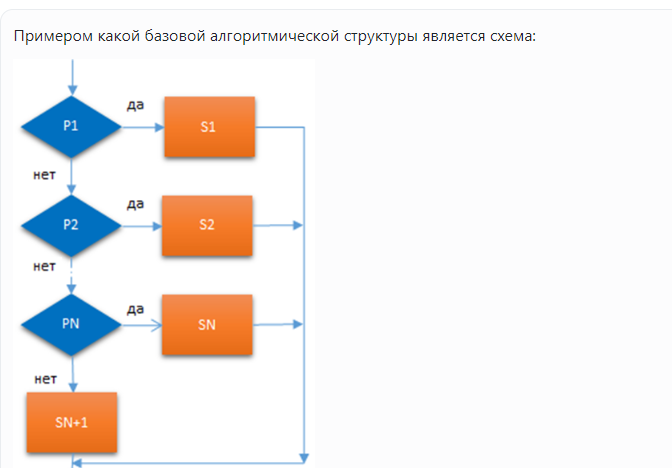 Примером какой базовой алгоритмической структуры является схема:
да
P1
S1
нет
да
P2
S2
нет
да
PN
SN
нет
SN+1